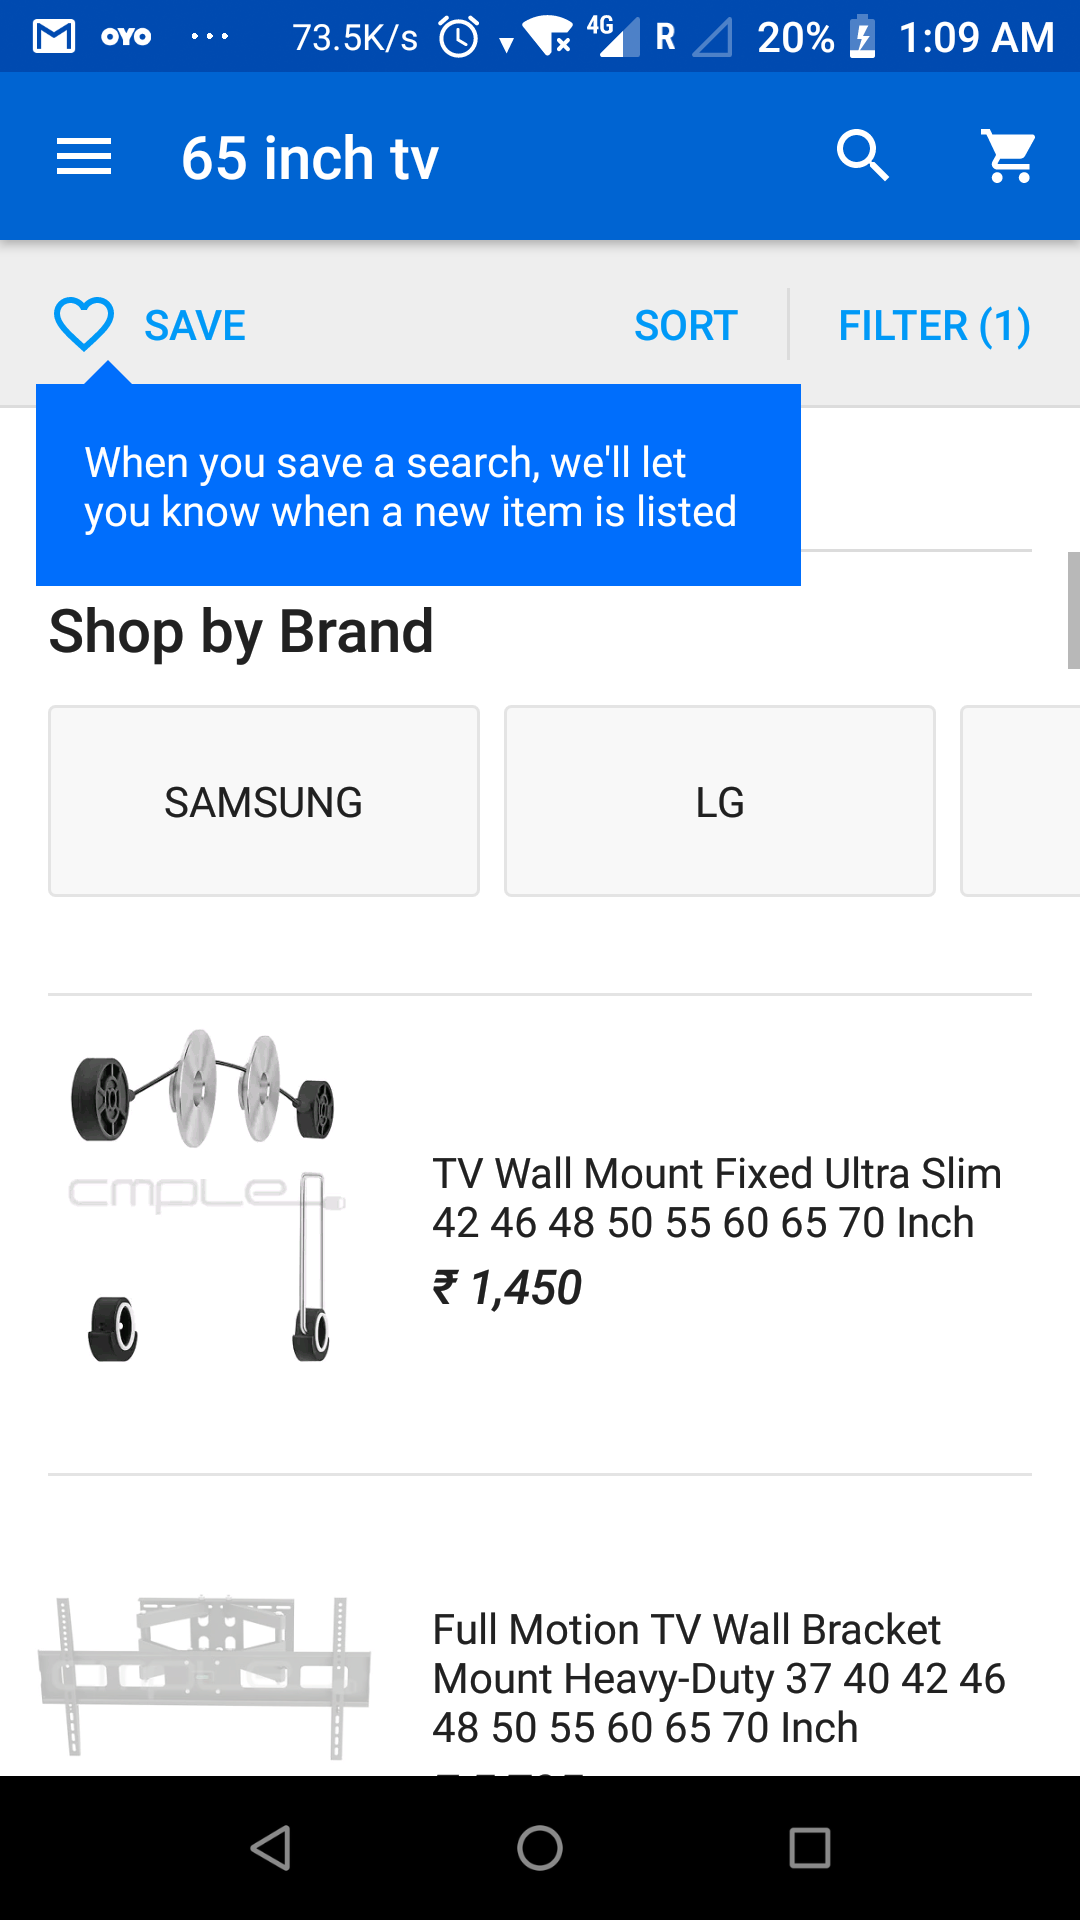 OYO ... 73.5K/s 4G R 20% 1:09 AM
65 inch tv
SAVE SORT FILTER (1)
When you save a search, we'll let
you know when a new item is listed
Shop by Brand
SAMSUNG LG
cmple
TV Wall Mount Fixed Ultra Slim
42 46 48 50 55 60 65 70 Inch
₹ 1,450
Full Motion TV Wall Bracket
Mount Heavy-Duty 37 40 42 46
48 50 55 60 65 70 Inch